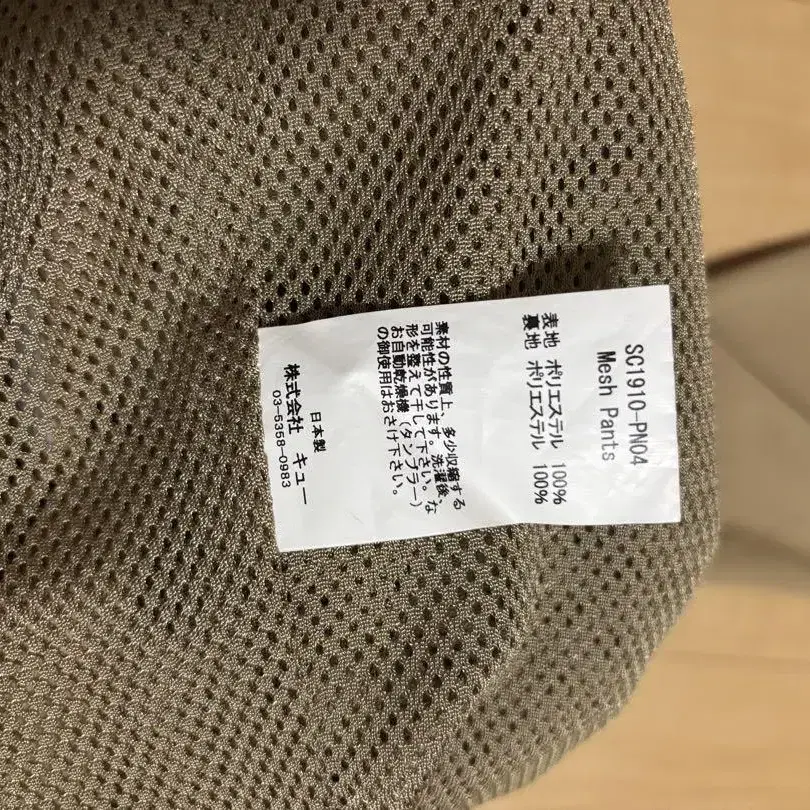 SC1910-PN04
Mesh Pants
表地 ポリエステル 100%
裏地 ポリエステル 100%
素材の性質上、多少収縮する
可能性があります。洗濯後、な
形を整えて干して下さい。
お自動乾燥機(タンブラー)
の御使用はおさけ下さい。
日本製
株式会社 キュー
03-5358-0983